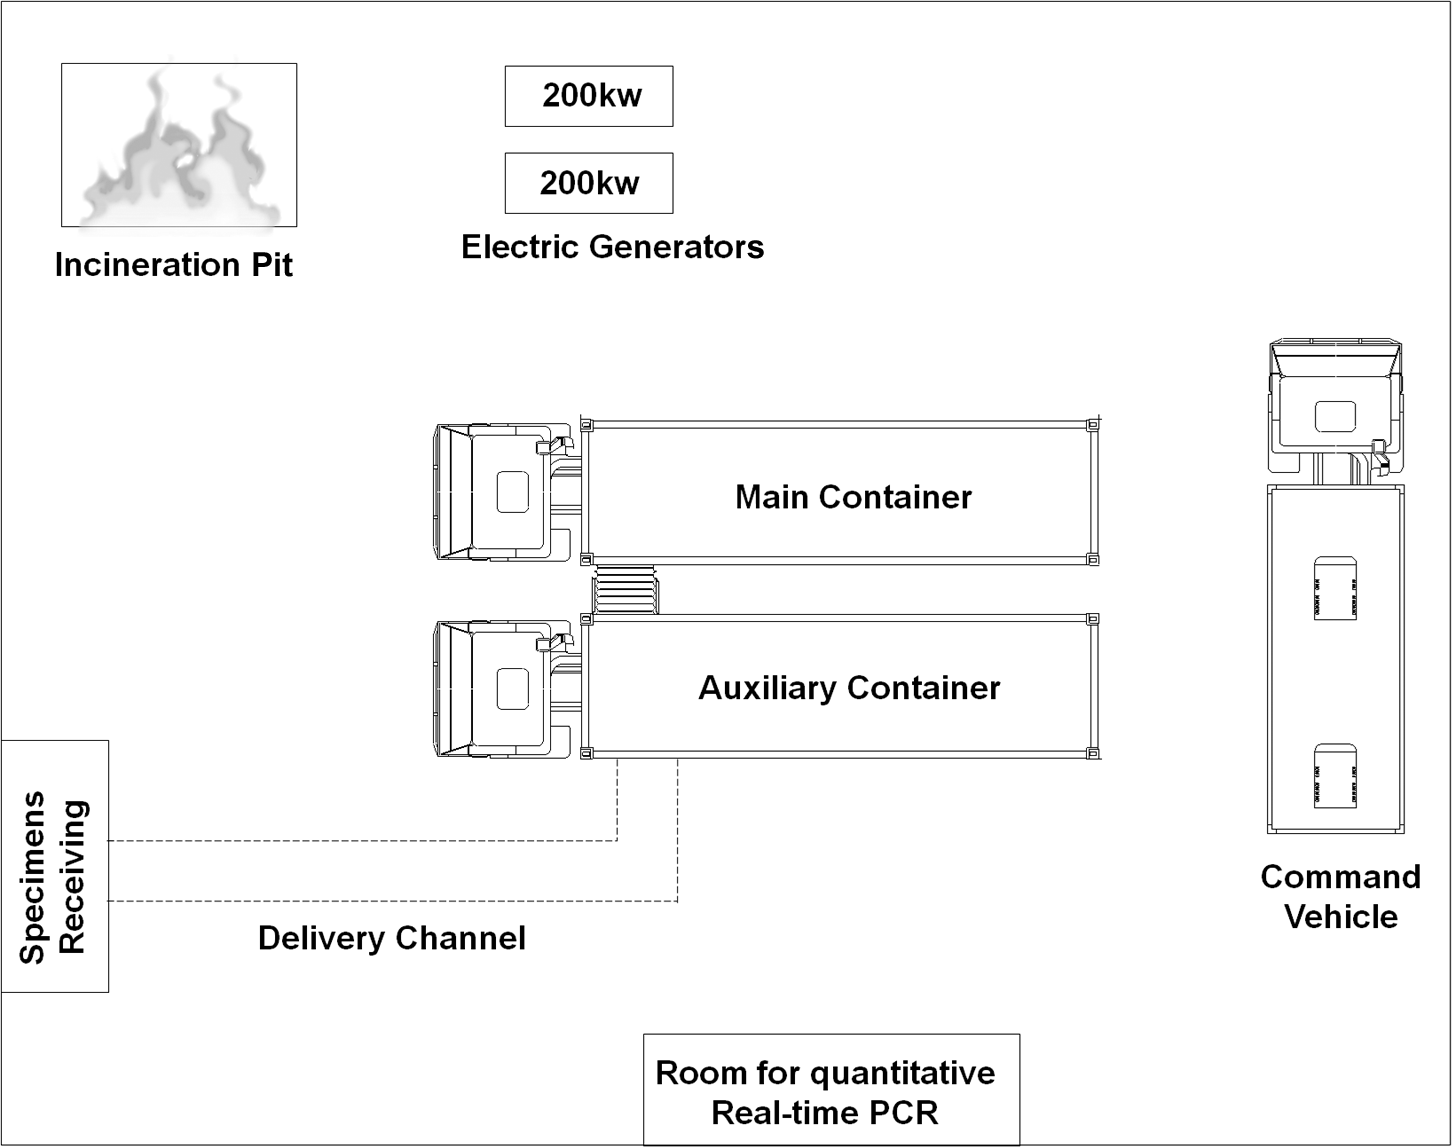 200kw
200kw
Electric Generators
Incineration Pit
Main Container
Auxiliary Container
Specimens
Receiving
Delivery Channel
Command
Vehicle
Room for quantitative
Real-time PCR